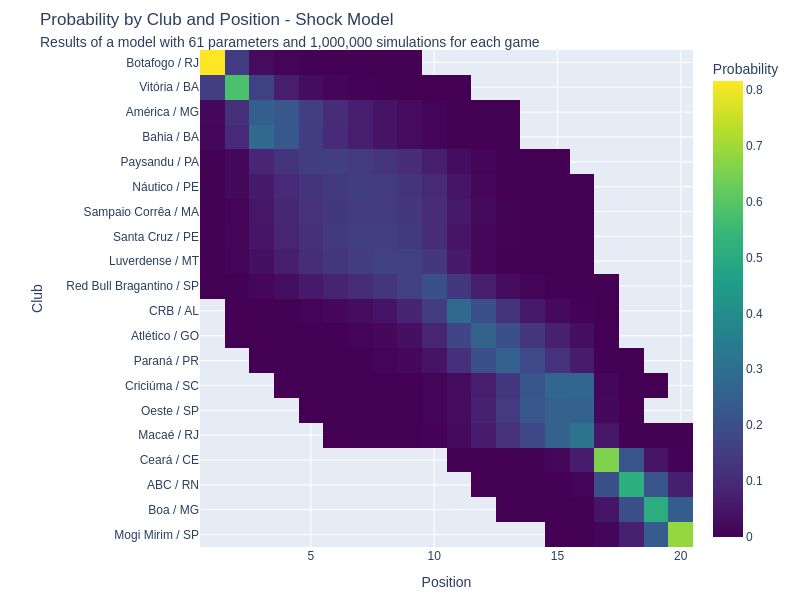 Probability by Club and Position - Shock Model
Results of a model with 61 parameters and 1,000,000 simulations for each game
Probability
Botafogo / RJ
Vitória / BA
América / MG
Bahia / BA
Paysandu / PA
Náutico / PE
Sampaio Corrêa / MA
Santa Cruz / PE
Luverdense / MT
Red Bull Bragantino / SP
CRB / AL
Atlético / GO
Paraná / PR
Criciúma / SC
Oeste / SP
Macaé / RJ
Ceará / CE
ABC / RN
Boa / MG
Mogi Mirim / SP
Club
5 10 15 20
Position
0.8
0.7
0.6
0.5
0.4
0.3
0.2
0.1
0